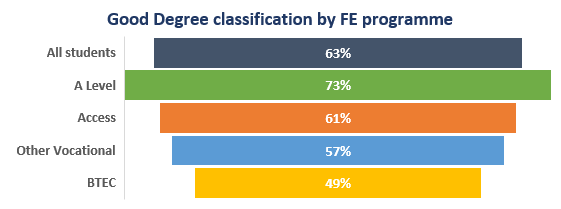 Good Degree classification by FE programme
All students 63%
A Level 73%
Access 61%
Other Vocational 57%
BTEC 49%